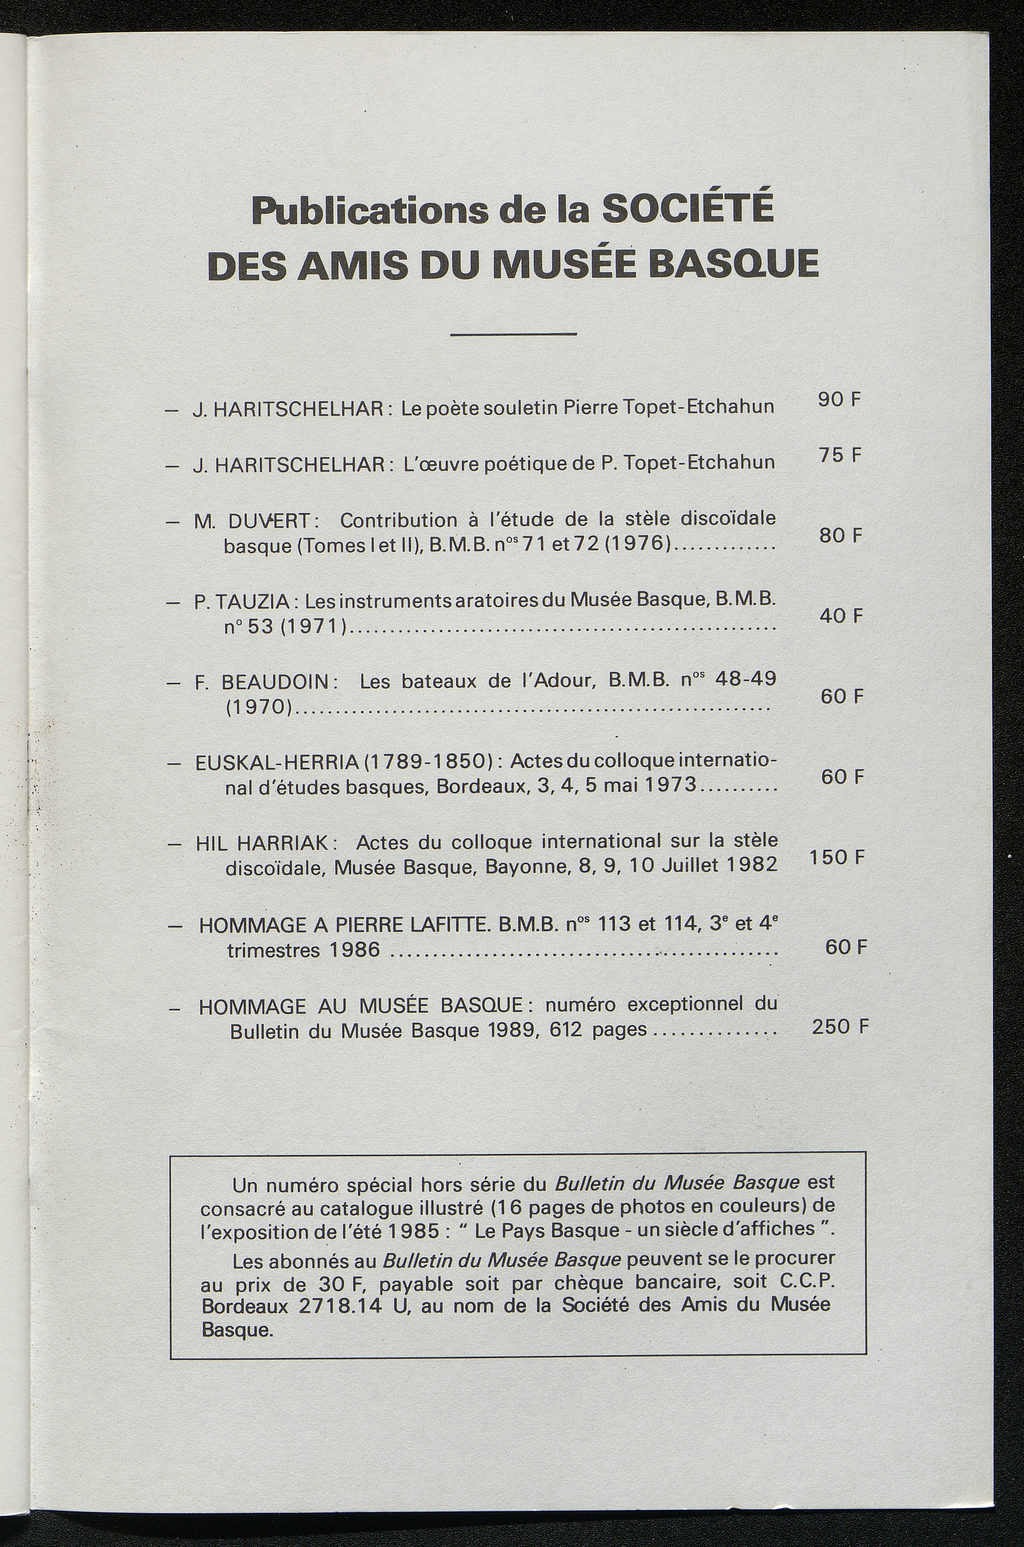 Publications de la SOCIÉTÉ
DES AMIS DU MUSÉE BASQUE
— J. HARITSCHELHAR : Le poète souletin Pierre Topet-Etchahun 90 F
— J. HARITSCHELHAR : L'œuvre poétique de P. Topet-Etchahun 75 F
— M. DUVERT : Contribution à l'étude de la stèle discoïdale
basque (Tomes I et II), B.M.B. nos 71 et 72 (1976)............. 80 F
— P. TAUZIA : Les instruments aratoires du Musée Basque, B.M.B.
n° 53 (1971)..................................................... 40 F
— F. BEAUDOIN : Les bateaux de l'Adour, B.M.B. nos 48-49
(1970)........................................................... 60 F
— EUSKAL-HERRIA (1789-1850) : Actes du colloque internatio-
nal d'études basques, Bordeaux, 3, 4, 5 mai 1973.......... 60 F
— HIL HARRIAK : Actes du colloque international sur la stèle
discoïdale, Musée Basque, Bayonne, 8, 9, 10 Juillet 1982 150 F
— HOMMAGE A PIERRE LAFITTE. B.M.B. nos 113 et 114, 3e et 4e
trimestres 1986 .............................................. 60 F
— HOMMAGE AU MUSÉE BASQUE : numéro exceptionnel du
Bulletin du Musée Basque 1989, 612 pages ............... 250 F
Un numéro spécial hors série du Bulletin du Musée Basque est
consacré au catalogue illustré (16 pages de photos en couleurs) de
l'exposition de l'été 1985 : " Le Pays Basque - un siècle d'affiches ".
Les abonnés au Bulletin du Musée Basque peuvent se le procurer
au prix de 30 F, payable soit par chèque bancaire, soit C.C.P.
Bordeaux 2718.14 U, au nom de la Société des Amis du Musée
Basque.